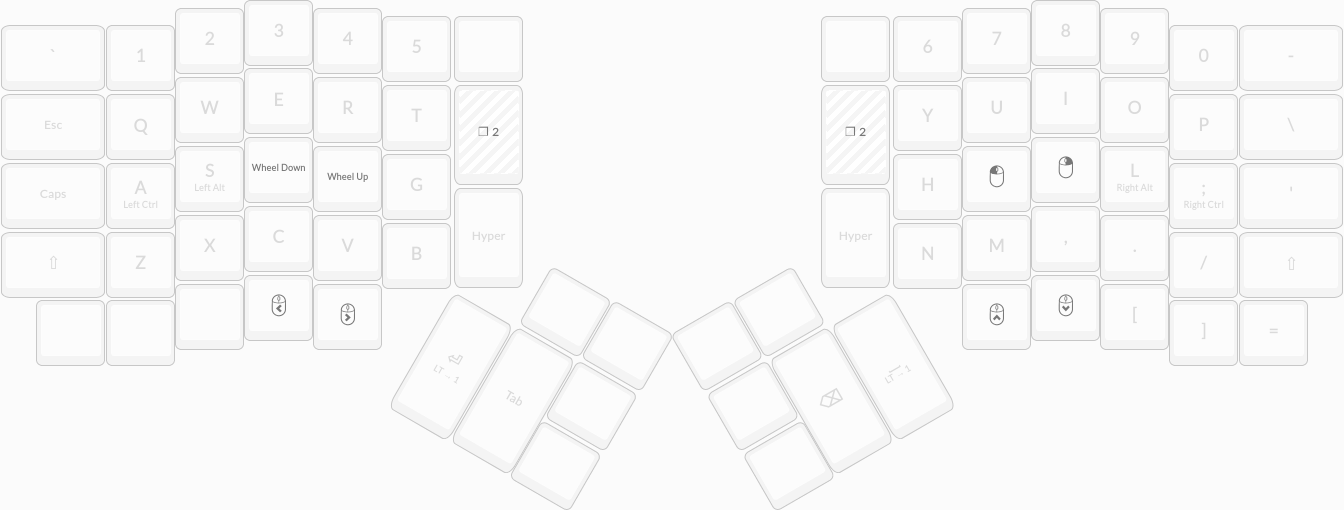 ` 1 2 3 4 5
6 7 8 9 0 -
Esc Q W E R T ❐ 2
❐ 2 Y U I O P \
Caps A S Wheel Down Wheel Up G
Left Ctrl Left Alt
H L ; '
Right Alt Right Ctrl
⇧ Z X C V B Hyper
Hyper N M , . / ⇧
[ ] =
LT - 1
Tab
LT - 1